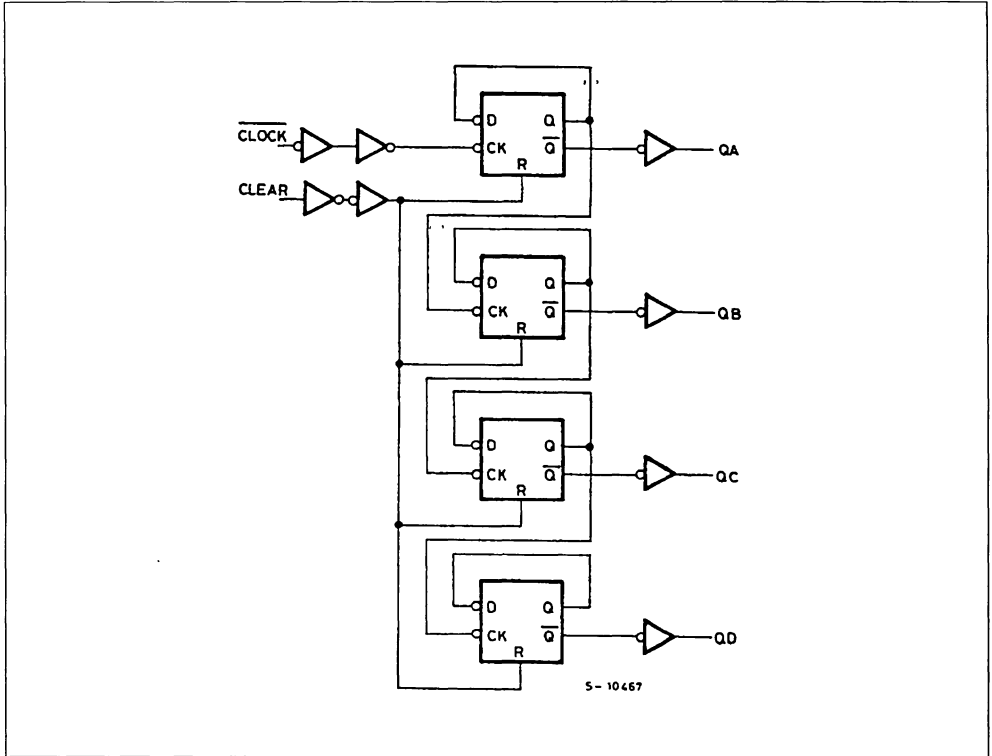 D Q
CLOCK
CK Q QA
R
CLEAR
D Q
CK Q QB
R
D Q
CK Q QC
R
D Q
CK Q QD
R
S-10467